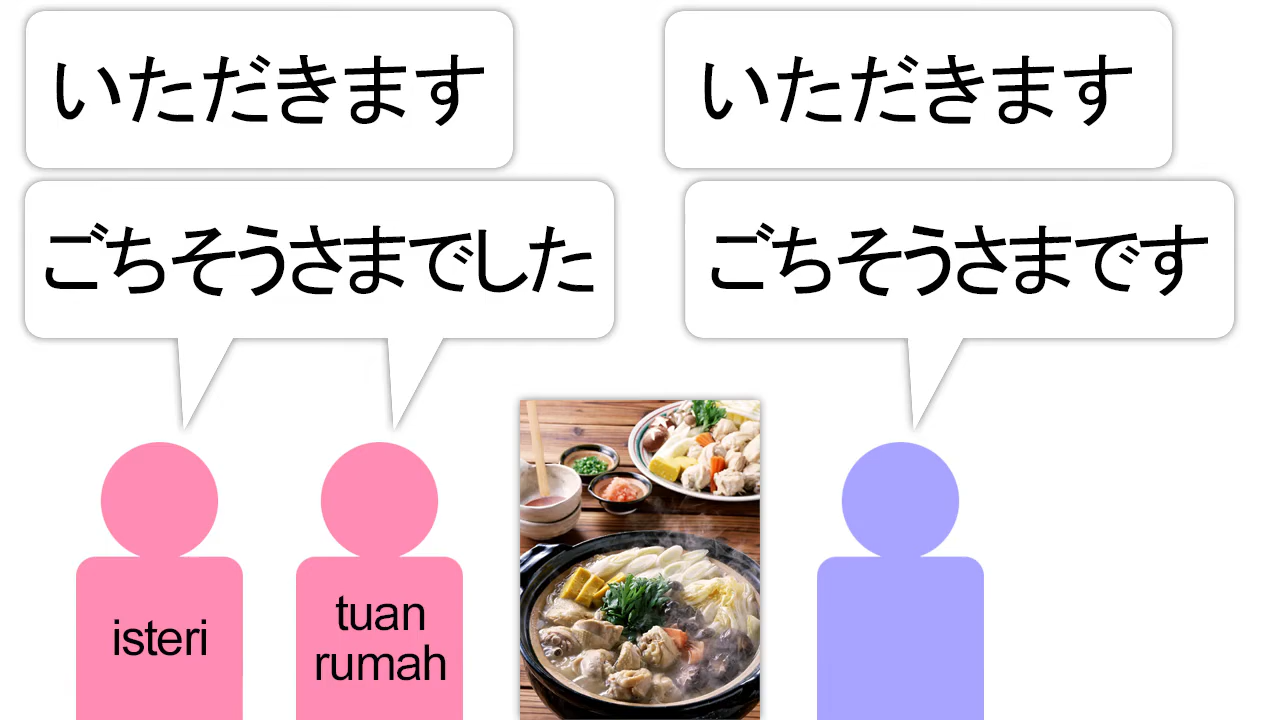 いただきます
いただきます
ごちそうさまでした
ごちそうさまです
isteri
tuan
rumah